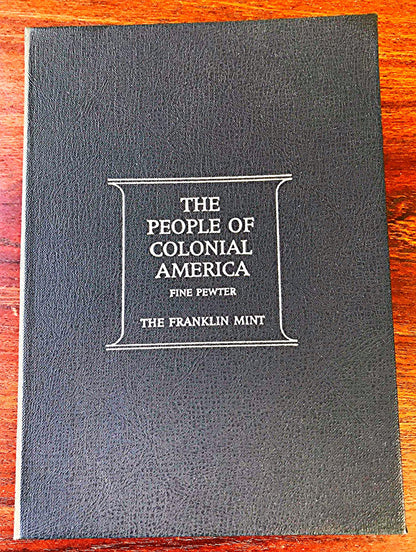 THE
PEOPLE OF
COLONIAL
AMERICA
FINE PEWTER
THE FRANKLIN MINT